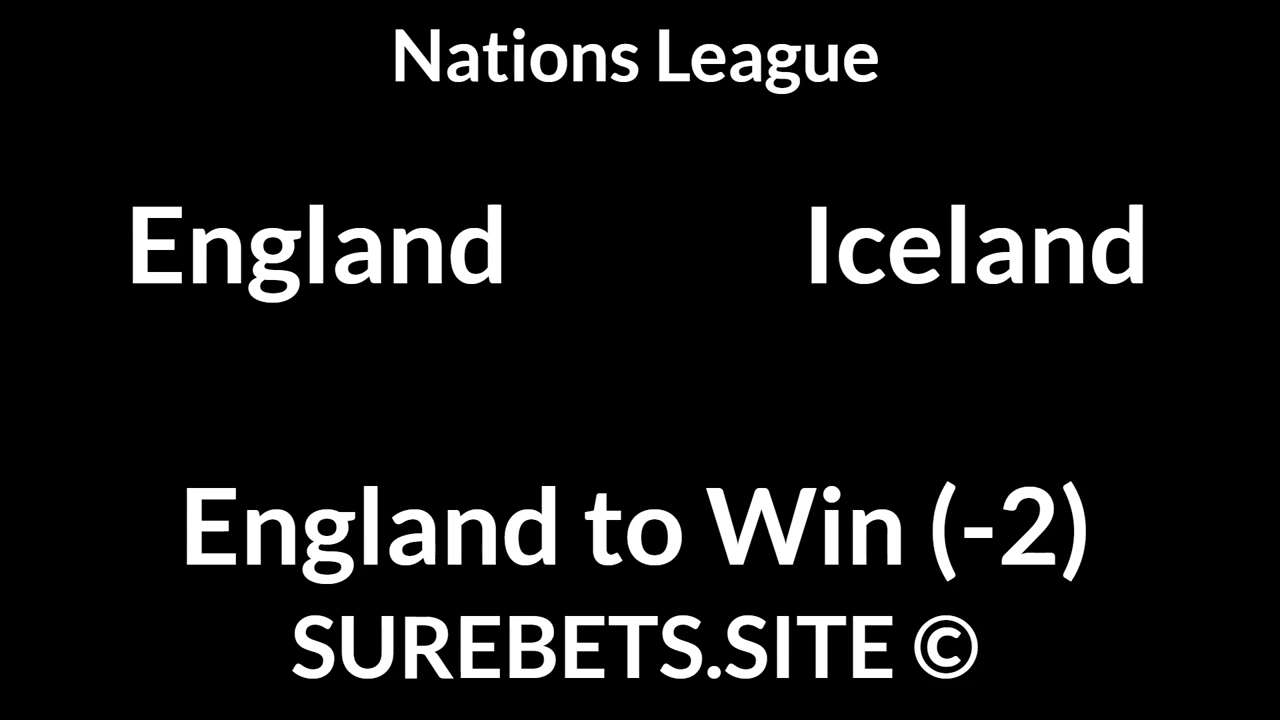 Nations League
England Iceland
England to Win (-2)
SUREBETS.SITE ©